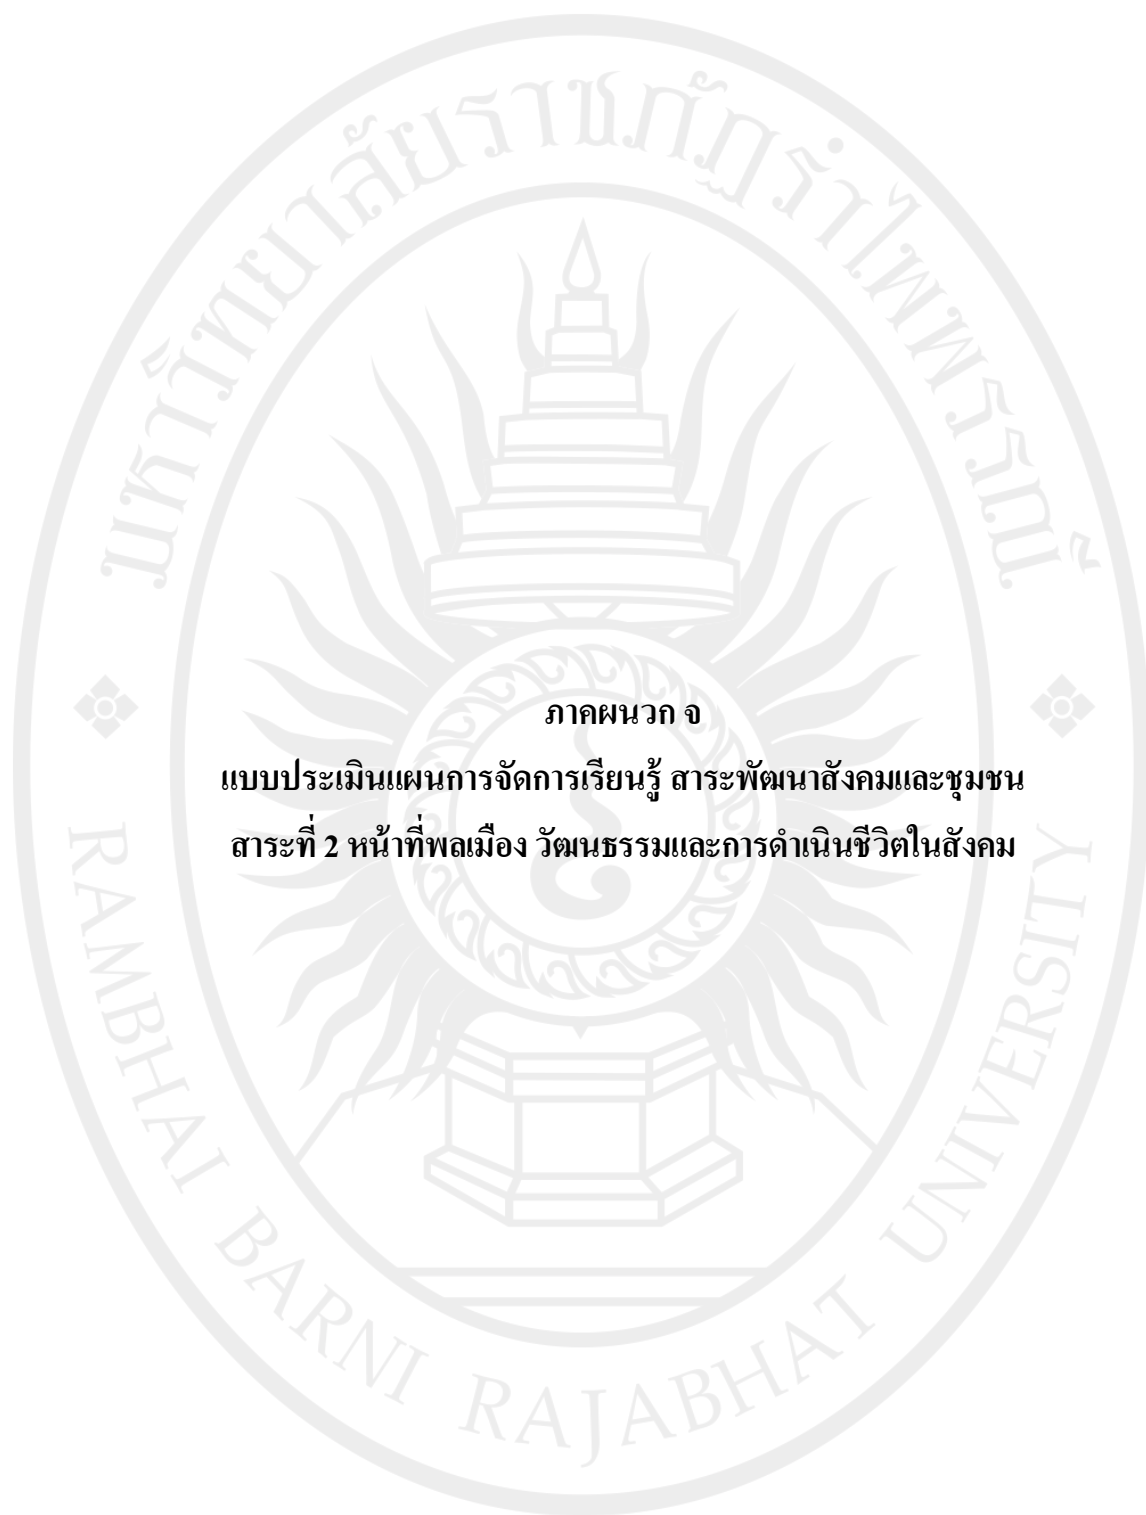 มหาวิทยาลัยราชภัฏรำไพพรรณี
ภาคผนวก จ
แบบประเมินแผนการจัดการเรียนรู้ สาระพัฒนาสังคมและชุมชน
สาระที่ 2 หน้าที่พลเมือง วัฒนธรรมและการดำเนินชีวิตในสังคม
RAMBHAI BARNI RAJABHAT UNIVERSITY